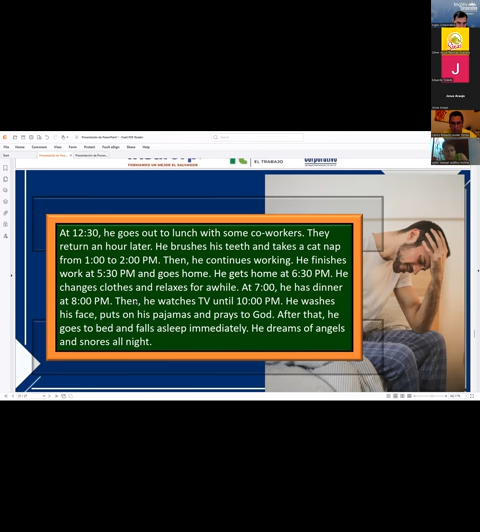 File Home Comment View Form Protect Foxit eSign Share Help
Start
FORMANDO UN MEJOR EL SALVADOR
EL TRABAJO
corporativo
At 12:30, he goes out to lunch with some co-workers. They
return an hour later. He brushes his teeth and takes a cat nap
from 1:00 to 2:00 PM. Then, he continues working. He finishes
work at 5:30 PM and goes home. He gets home at 6:30 PM. He
changes clothes and relaxes for awhile. At 7:00, he has dinner
at 8:00 PM. Then, he watches TV until 10:00 PM. He washes
his face, puts on his pajamas and prays to God. After that, he
goes to bed and falls asleep immediately. He dreams of angels
and snores all night.
J
Josue Araujo